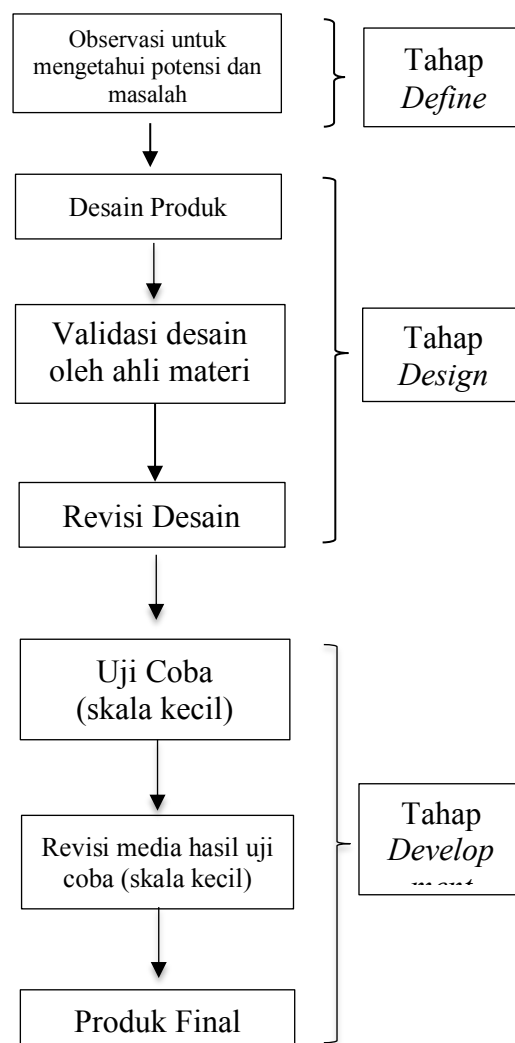 Observasi untuk
mengetahui potensi dan
masalah
Tahap
Define
Desain Produk
Validasi desain
oleh ahli materi
Tahap
Design
Revisi Desain
Uji Coba
(skala kecil)
Revisi media hasil uji
coba (skala kecil)
Tahap
Develop
Produk Final